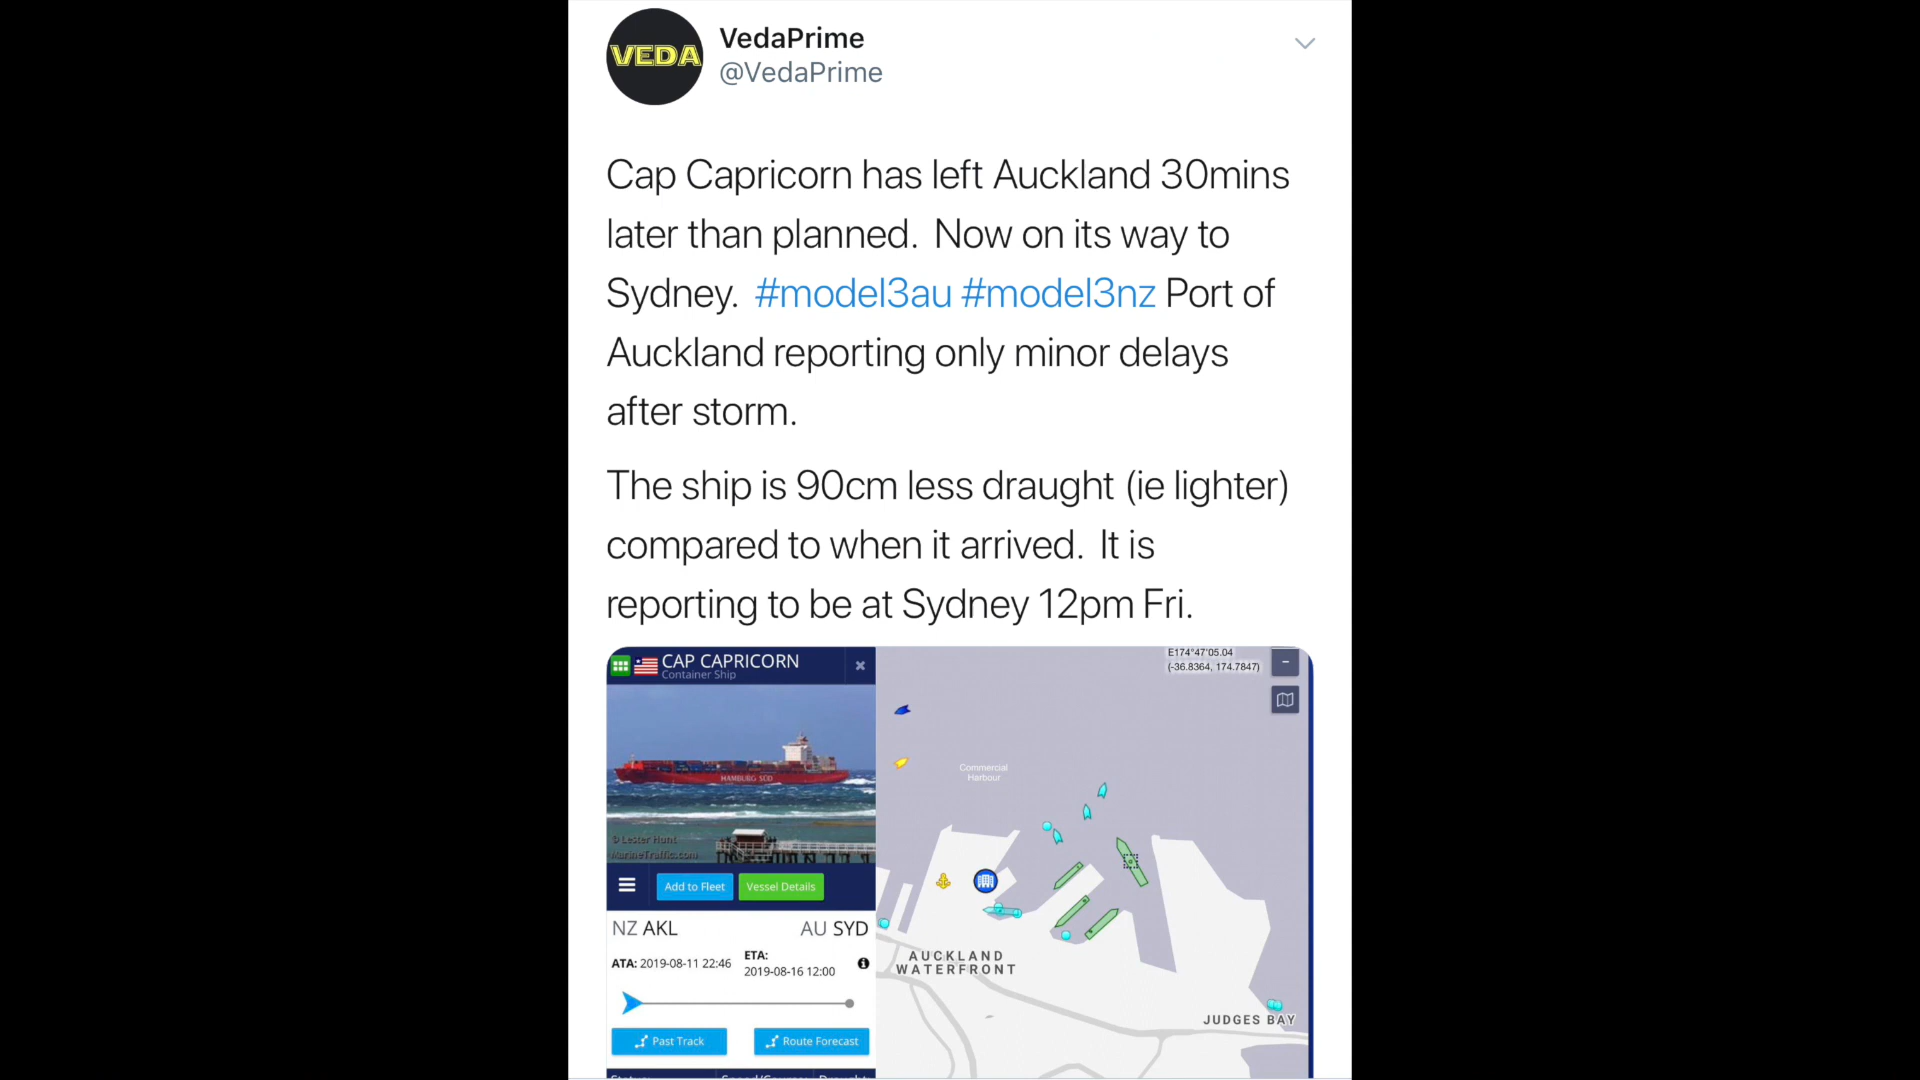 VEDA
VedaPrime
@VedaPrime
Cap Capricorn has left Auckland 30mins
later than planned. Now on its way to
Sydney. #model3au #model3nz Port of
Auckland reporting only minor delays
after storm.
The ship is 90cm less draught (ie lighter)
compared to when it arrived. It is
reporting to be at Sydney 12pm Fri.
CAP CAPRICORN
Container Ship
HAMBURG SÜD
© Lester Hunt
MarineTraffic.com
Add to Fleet
Vessel Details
NZ AKL
AU SYD
ATA: 2019-08-11 22:46
ETA:
2019-08-16 12:00
Past Track
Route Forecast
E174°47'05.04
(-36.8364, 174.7847)
Commercial
Harbour
AUCKLAND
WATERFRONT
JUDGES BAY